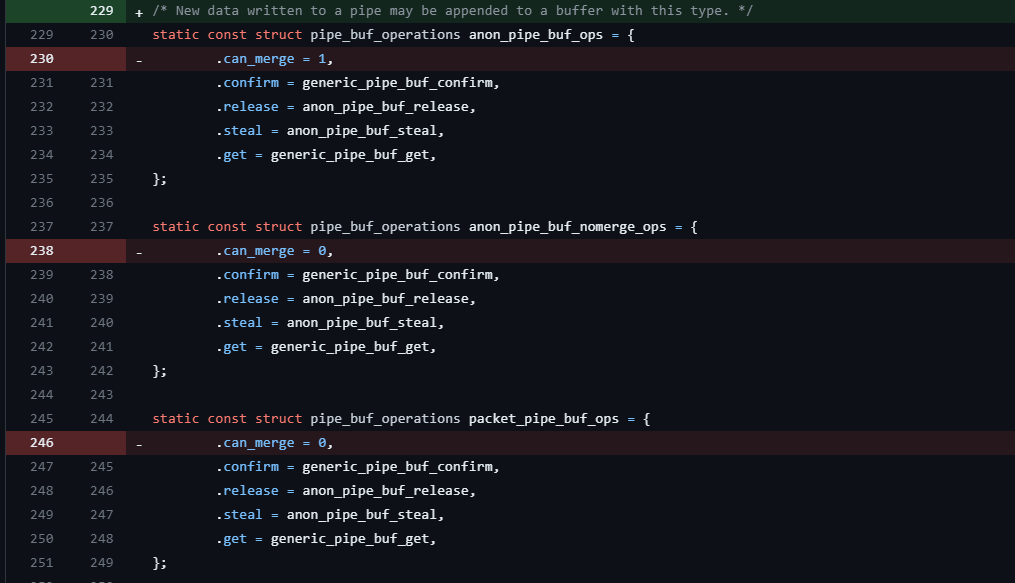 229 + /* New data written to a pipe may be appended to a buffer with this type. */
229 230 static const struct pipe_buf_operations anon_pipe_buf_ops = {
230 - .can_merge = 1,
231 231 .confirm = generic_pipe_buf_confirm,
232 232 .release = anon_pipe_buf_release,
233 233 .steal = anon_pipe_buf_steal,
234 234 .get = generic_pipe_buf_get,
235 235 };
236 236
237 237 static const struct pipe_buf_operations anon_pipe_buf_nomerge_ops = {
238 - .can_merge = 0,
239 238 .confirm = generic_pipe_buf_confirm,
240 239 .release = anon_pipe_buf_release,
241 240 .steal = anon_pipe_buf_steal,
242 241 .get = generic_pipe_buf_get,
243 242 };
244 243
245 244 static const struct pipe_buf_operations packet_pipe_buf_ops = {
246 - .can_merge = 0,
247 245 .confirm = generic_pipe_buf_confirm,
248 246 .release = anon_pipe_buf_release,
249 247 .steal = anon_pipe_buf_steal,
250 248 .get = generic_pipe_buf_get,
251 249 };